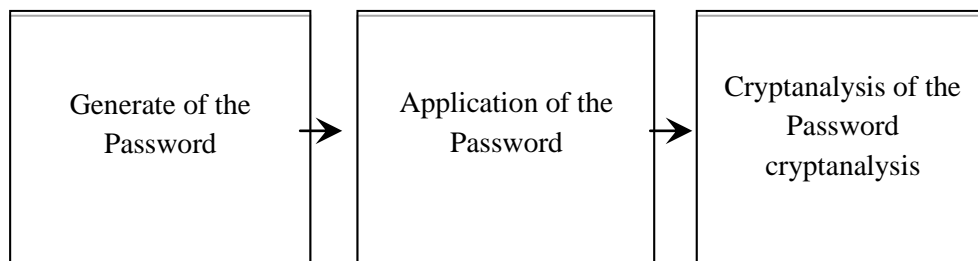 Generate of the
Password
Application of the
Password
Cryptanalysis of the
Password
cryptanalysis